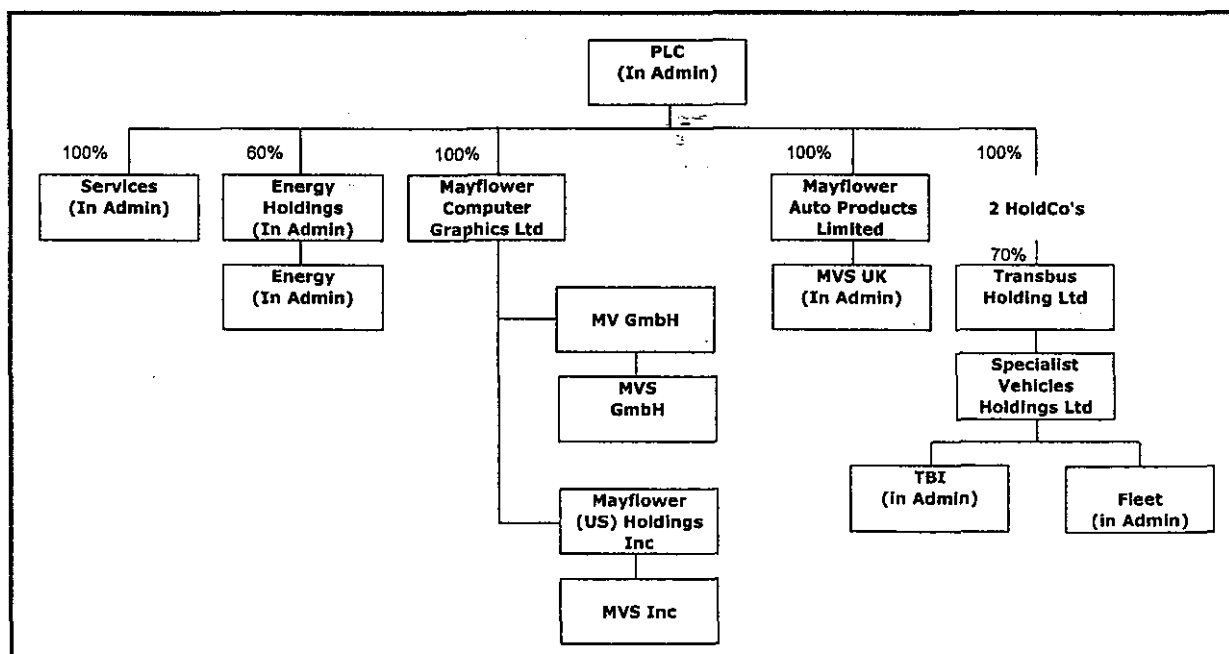 PLC
(In Admin)
100%
60%
100%
100%
100%
Services
(In Admin)
Energy
Holdings
(In Admin)
Mayflower
Computer
Graphics Ltd
Mayflower
Auto Products
Limited
2 HoldCo's
70%
Energy
(In Admin)
MVS UK
(In Admin)
Transbus
Holding Ltd
MV GmbH
MVS
GmbH
Specialist
Vehicles
Holdings Ltd
TBI
(in Admin)
Fleet
(in Admin)
Mayflower
(US) Holdings
Inc
MVS Inc